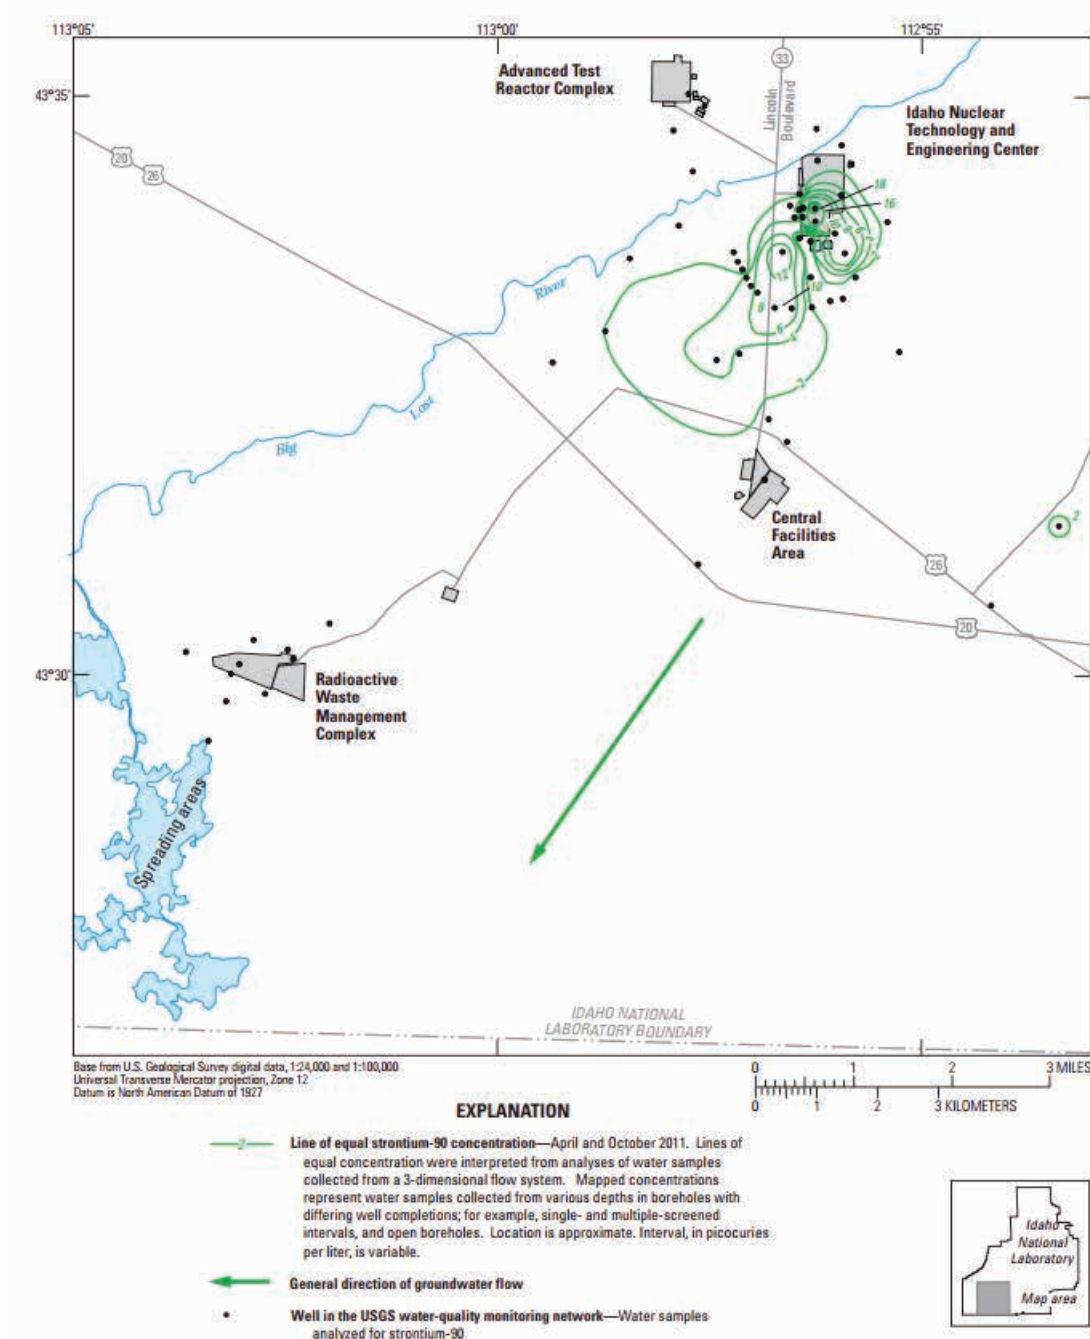 113°05'
113°00'
112°55'
43°35'
43°30'
Advanced Test
Reactor Complex
33
Lincoln
Boulevard
Idaho Nuclear
Technology and
Engineering Center
20
26
18
16
10
8
6
4
2
12
10
8
6
4
2
River
Lost
Big
Central
Facilities
Area
2
26
20
Radioactive
Waste
Management
Complex
Spreading areas
IDAHO NATIONAL
LABORATORY BOUNDARY
Base from U.S. Geological Survey digital data, 1:24,000 and 1:100,000
Universal Transverse Mercator projection, Zone 12
Datum is North American Datum of 1927
0 1 2 3 MILES
0 1 2 3 KILOMETERS
EXPLANATION
2
Line of equal strontium-90 concentration—April and October 2011. Lines of
equal concentration were interpreted from analyses of water samples
collected from a 3-dimensional flow system. Mapped concentrations
represent water samples collected from various depths in boreholes with
differing well completions; for example, single- and multiple-screened
intervals, and open boreholes. Location is approximate. Interval, in picocuries
per liter, is variable.
General direction of groundwater flow
Well in the USGS water-quality monitoring network—Water samples
analyzed for strontium-90
Idaho
National
Laboratory
Map area